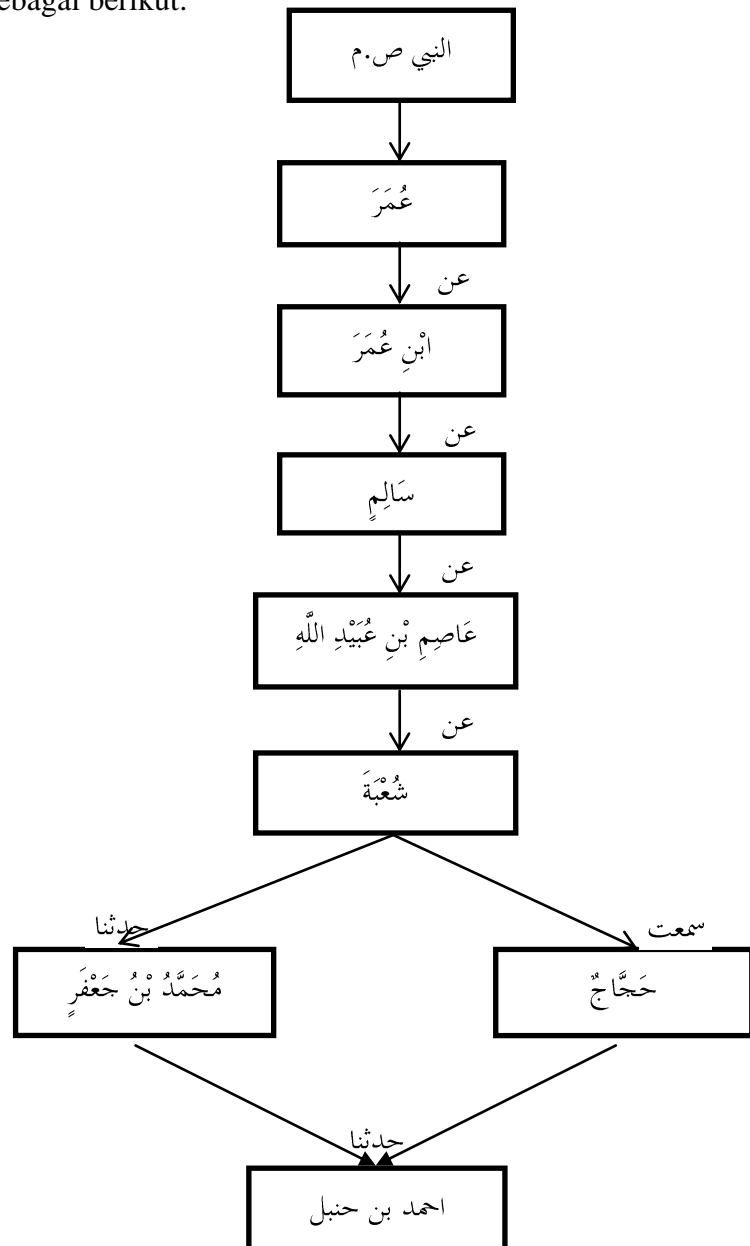 sebagai berikut.
النبي ص.م
عُمَرَ
عن
ابْنِ عُمَرَ
عن
سَالِمٍ
عن
عَاصِمِ بْنِ عُبَيْدِ اللَّهِ
عن
شُعْبَةَ
حدثنا
سمعت
مُحَمَّدُ بْنُ جَعْفَرٍ
حَجَّاجٌ
حدثنا
احمد بن حنبل